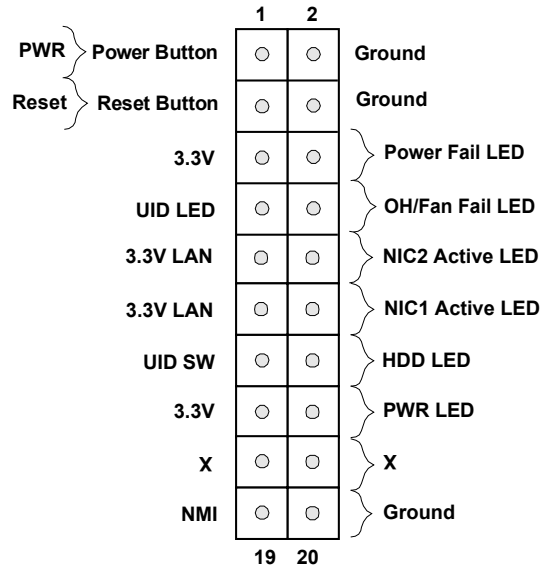 1 2
PWR Power Button Ground
Reset Reset Button Ground
3.3V Power Fail LED
UID LED OH/Fan Fail LED
3.3V LAN NIC2 Active LED
3.3V LAN NIC1 Active LED
UID SW HDD LED
3.3V PWR LED
X X
NMI Ground
19 20